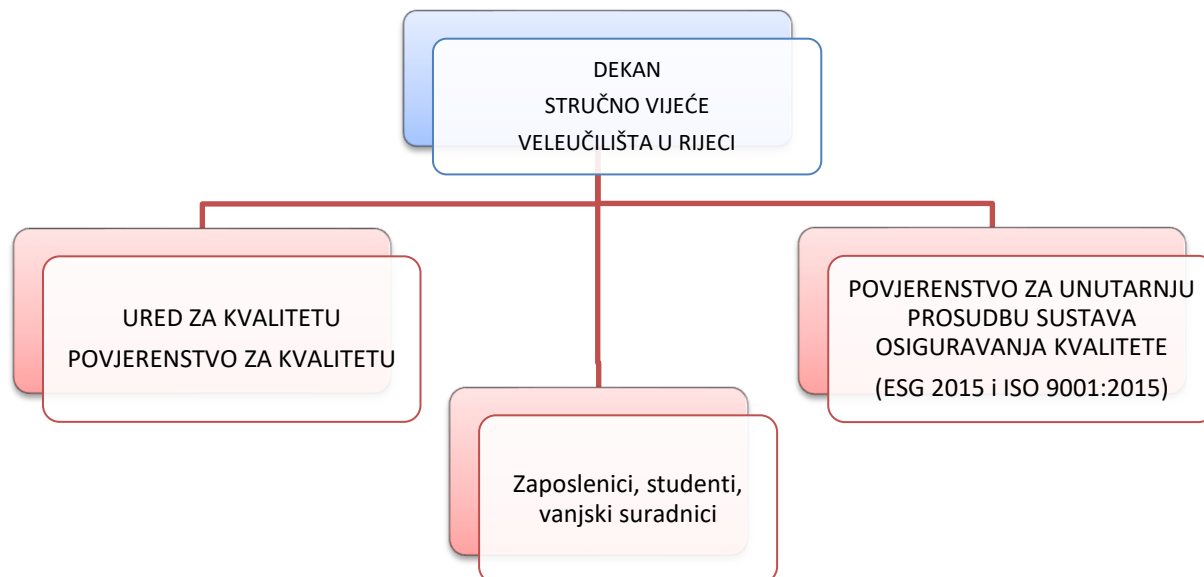 DEKAN
STRUČNO VIJEĆE
VELEUČILIŠTA U RIJECI
URED ZA KVALITETU
POVJERENSTVO ZA KVALITETU
POVJERENSTVO ZA UNUTARNJU
PROSUDBU SUSTAVA
OSIGURAVANJA KVALITETE
(ESG 2015 i ISO 9001:2015)
Zaposlenici, studenti,
vanjski suradnici